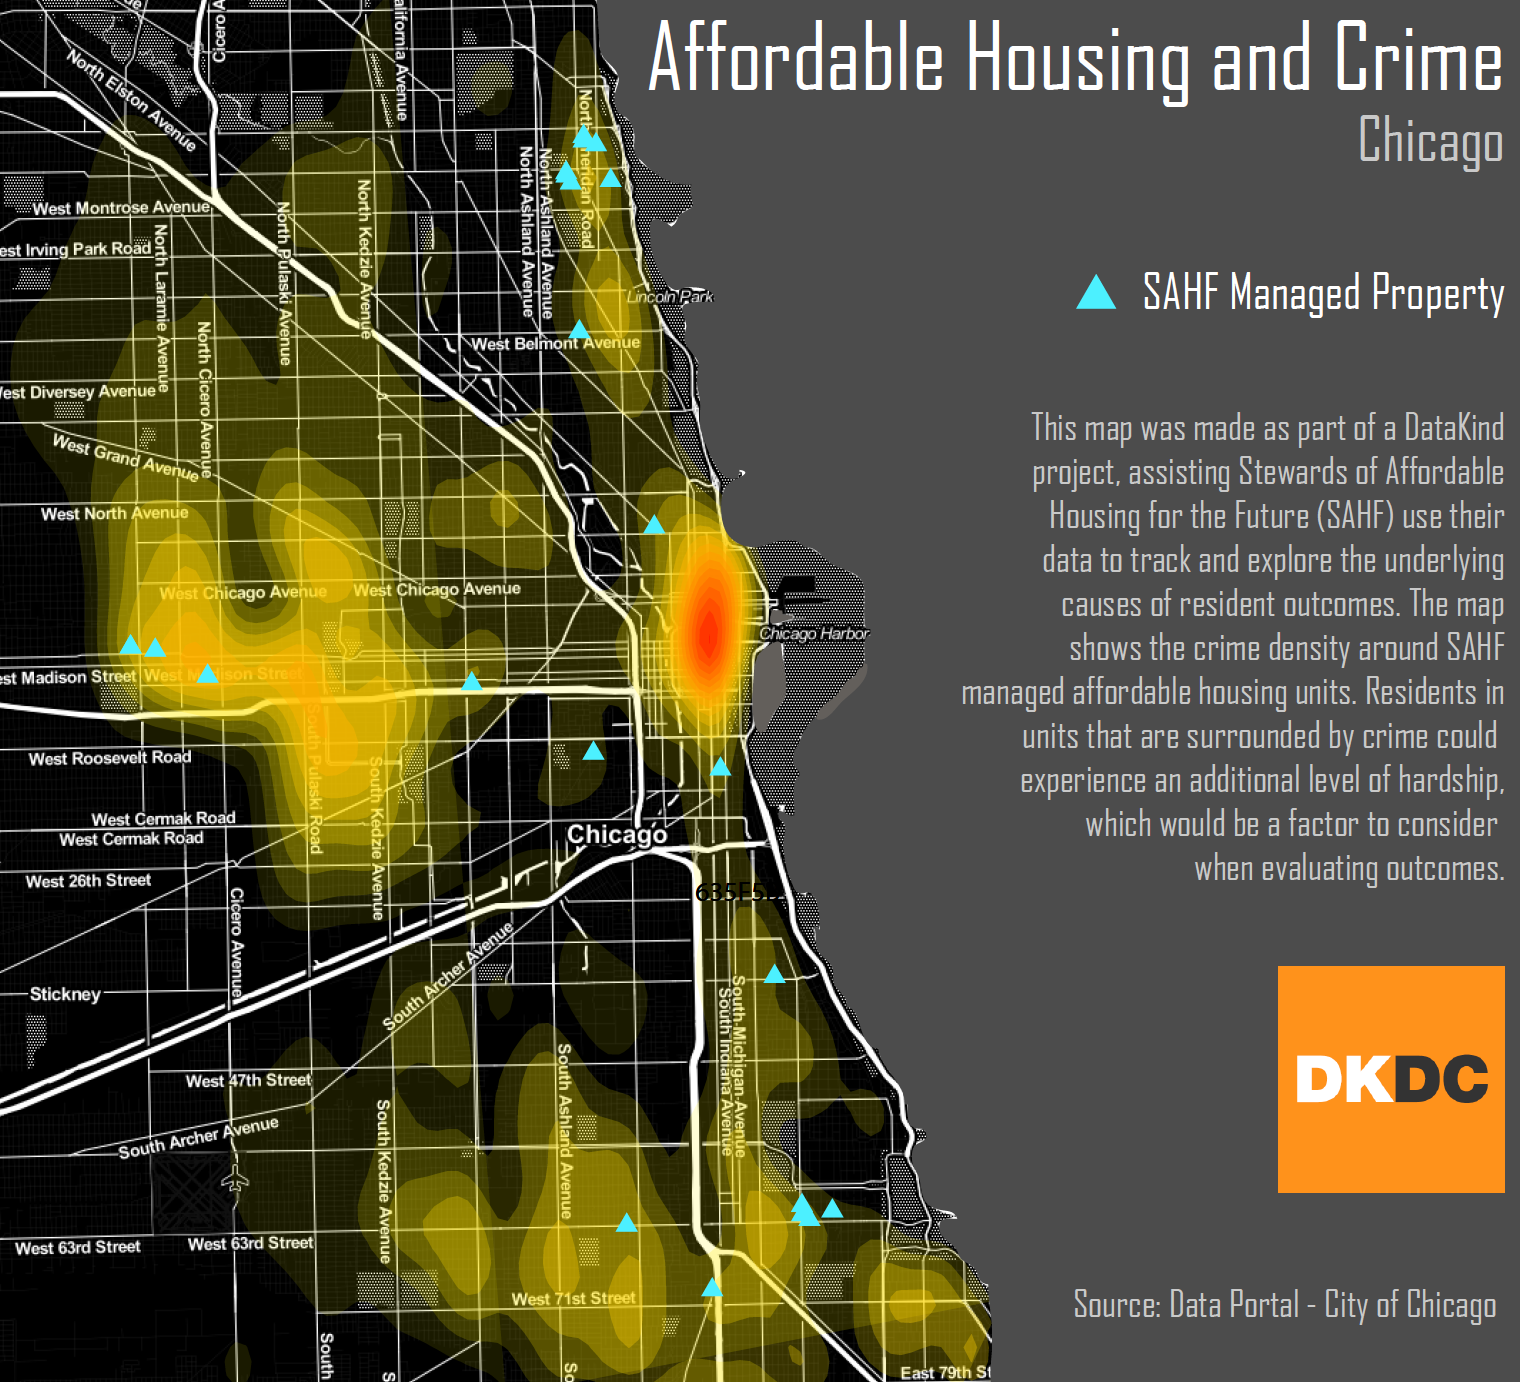 Affordable Housing and Crime
Chicago
SAHF Managed Property
This map was made as part of a DataKind
project, assisting Stewards of Affordable
Housing for the Future (SAHF) use their
data to track and explore the underlying
causes of resident outcomes. The map
shows the crime density around SAHF
managed affordable housing units. Residents in
units that are surrounded by crime could
experience an additional level of hardship,
which would be a factor to consider
when evaluating outcomes.
DKDC
Source: Data Portal - City of Chicago
Cicero A
alifornia Avenue
North Elston Avenue
North Sheridan Road
North Ashland Avenue
North Ashland Avenue
West Montrose Avenue
North Kedzie Avenue
North Pulaski Avenue
est Irving Park Road
North Laramie Avenue
Lincoln Park
North Cicero Avenue
West Belmont Avenue
est Diversey Avenue
West Grand Avenue
West North Avenue
West Chicago Avenue
West Chicago Avenue
Chicago Harbor
est Madison Street
West Madison Street
South Pulaski Road
West Roosevelt Road
South Kedzie Avenue
West Cermak Road
West Cermak Road
Chicago
West 26th Street
Cicero Avenue
635F5D
South Archer Avenue
Stickney
South Michigan Avenue
South Indiana Avenue
South Ashland Avenue
West 47th Street
South Kedzie Avenue
South Archer Avenue
West 63rd Street
West 63rd Street
West 71st Street
South
S
So
East 79th St